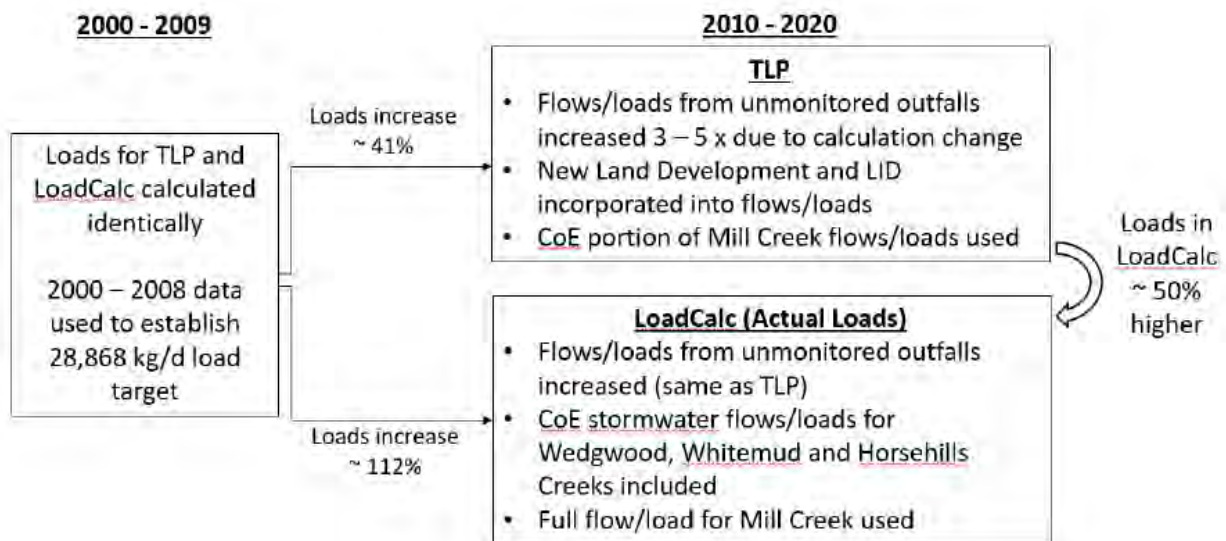 2000 - 2009
Loads for TLP and
LoadCalc calculated
identically
2000 – 2008 data
used to establish
28,868 kg/d load
target
Loads increase
~ 41%
Loads increase
~ 112%
2010 - 2020
TLP
• Flows/loads from unmonitored outfalls
increased 3 – 5 x due to calculation change
• New Land Development and LID
incorporated into flows/loads
• CoE portion of Mill Creek flows/loads used
LoadCalc (Actual Loads)
• Flows/loads from unmonitored outfalls
increased (same as TLP)
• CoE stormwater flows/loads for
Wedgwood, Whitemud and Horsehills
Creeks included
• Full flow/load for Mill Creek used
Loads in
LoadCalc
~ 50%
higher